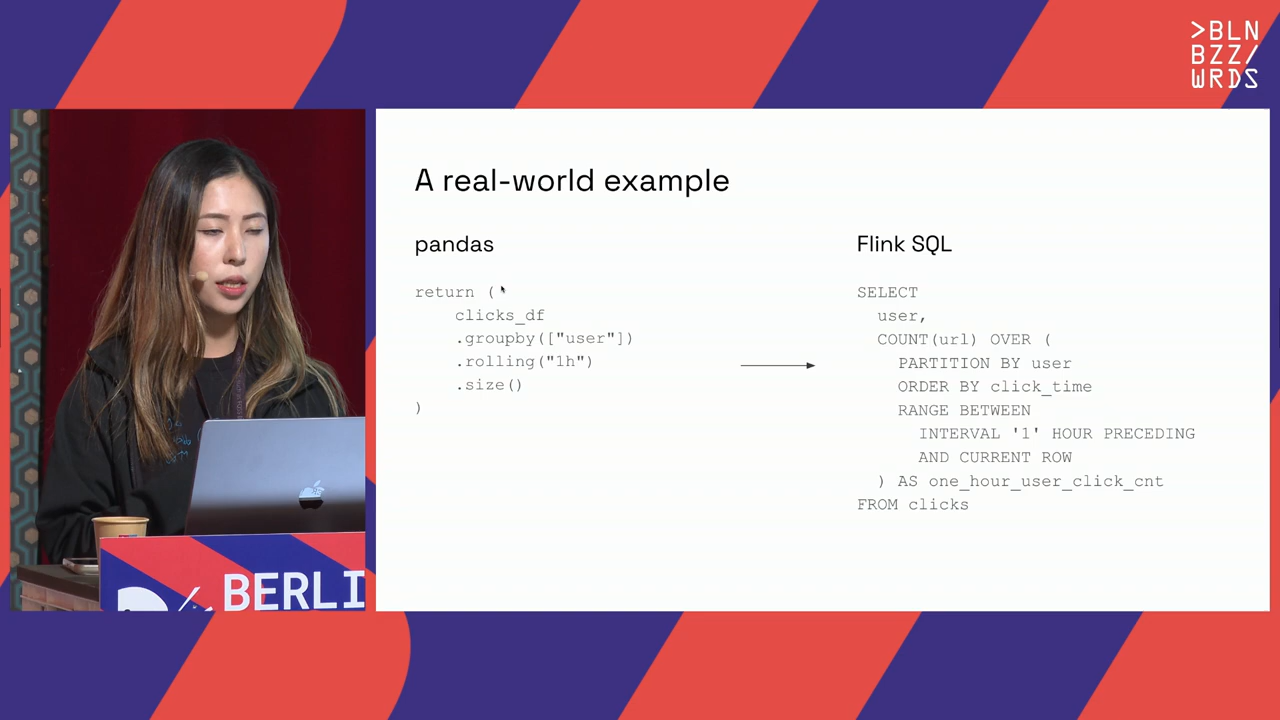 >BLN
BZZ/
WRDS
A real-world example
pandas
return (
clicks_df
.groupby(["user"])
.rolling("1h")
.size()
)
Flink SQL
SELECT
user,
COUNT(url) OVER (
PARTITION BY user
ORDER BY click_time
RANGE BETWEEN
INTERVAL '1' HOUR PRECEDING
AND CURRENT ROW
) AS one_hour_user_click_cnt
FROM clicks
BERLI